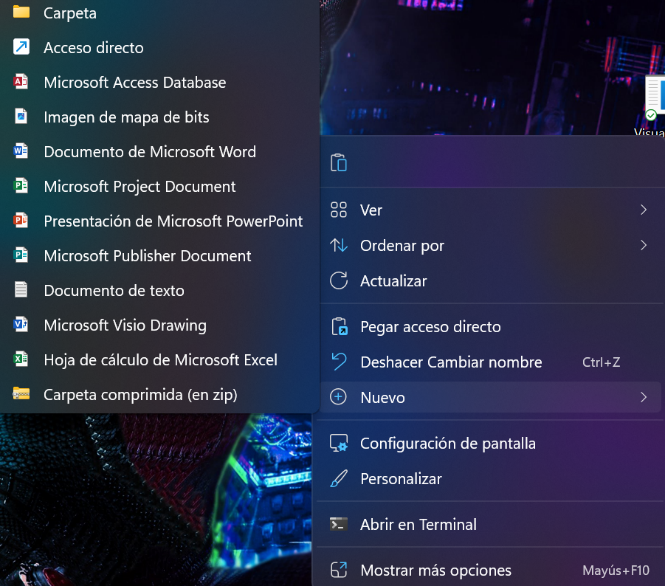 Carpeta
Acceso directo
Microsoft Access Database
Imagen de mapa de bits
Documento de Microsoft Word
Microsoft Project Document
Presentación de Microsoft PowerPoint
Microsoft Publisher Document
Documento de texto
Microsoft Visio Drawing
Hoja de cálculo de Microsoft Excel
Carpeta comprimida (en zip)
Ver
Ordenar por
Actualizar
Pegar acceso directo
Deshacer Cambiar nombre Ctrl+Z
Nuevo
Configuración de pantalla
Personalizar
Abrir en Terminal
Mostrar más opciones Mayús+F10